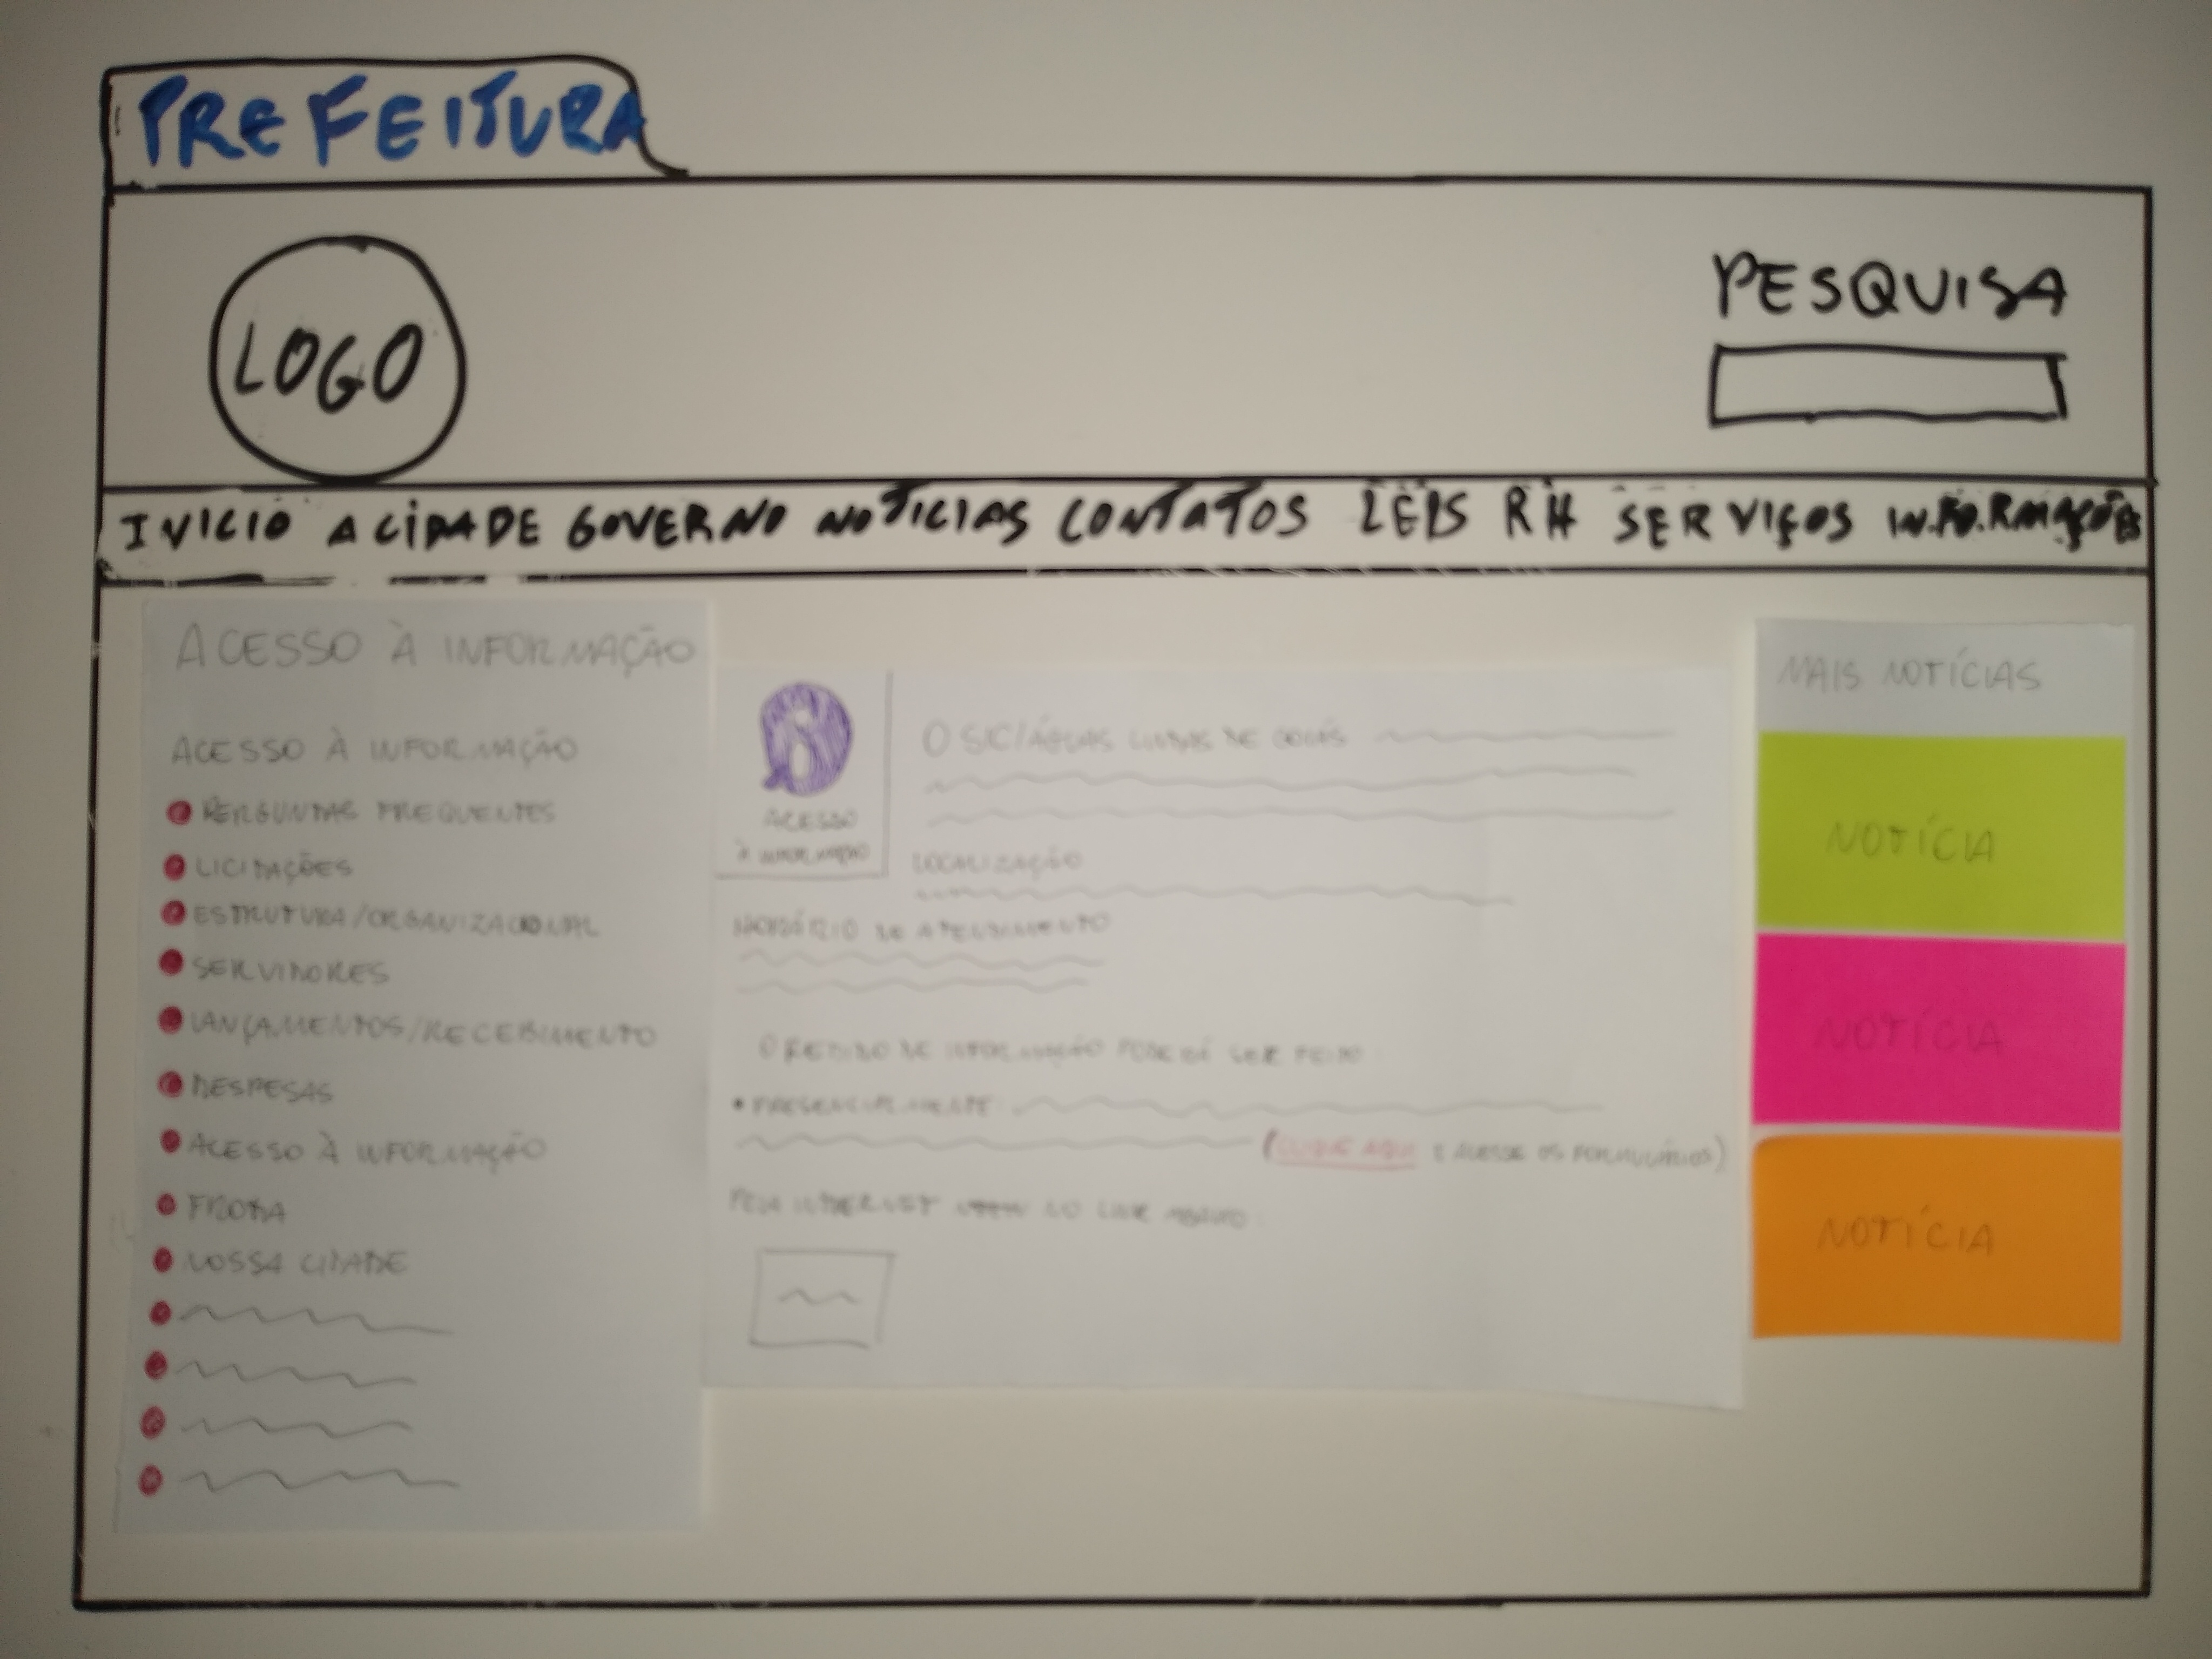 PREFEITURA
LOGO
PESQUISA
INICIO A CIDADE GOVERNO NOTICIAS CONTATOS LEIS RH SERVIÇOS INFORMAÇÕES
ACESSO À INFORMAÇÃO
ACESSO À INFORMAÇÃO
PERGUNTAS FREQUENTES
LICITAÇÕES
ESTRUTURA/ORGANIZACIONAL
SERVIDORES
LANÇAMENTOS/RECEBIMENTO
DESPESAS
ACESSO À INFORMAÇÃO
FROTA
NOSSA CIDADE
ACESSO
À INFORMAÇÃO
O SIC/ÁGUAS LINDAS DE GOIÁS
LOCALIZAÇÃO
HORÁRIO DE ATENDIMENTO
O PEDIDO DE INFORMAÇÃO PODERÁ SER FEITO
• PRESENCIALMENTE
(CLIQUE AQUI E ACESSE OS FORMULÁRIOS)
PELA INTERNET NO LINK ABAIXO
MAIS NOTÍCIAS
NOTÍCIA
NOTÍCIA
NOTÍCIA